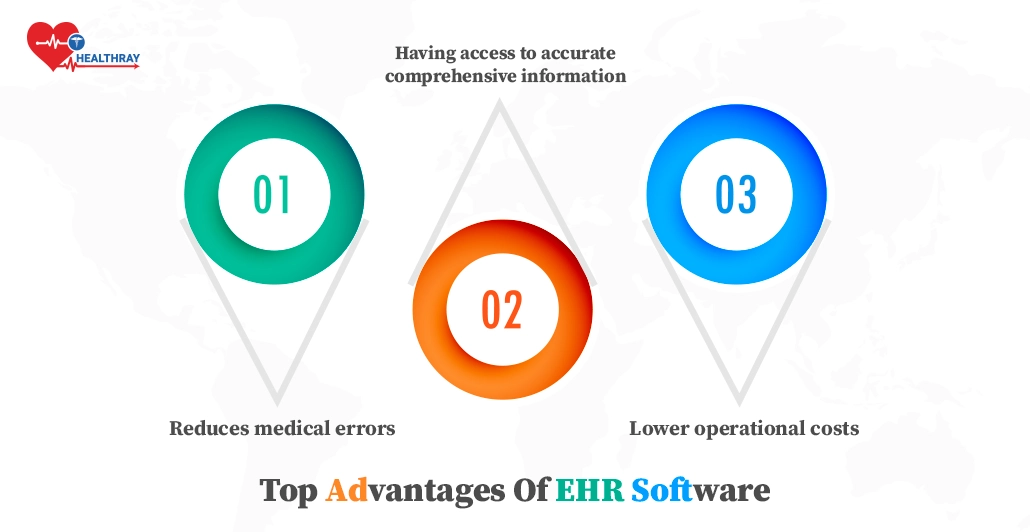 HEALTHRAY
Having access to accurate
comprehensive information
01
02
03
Reduces medical errors
Lower operational costs
Top Advantages Of EHR Software